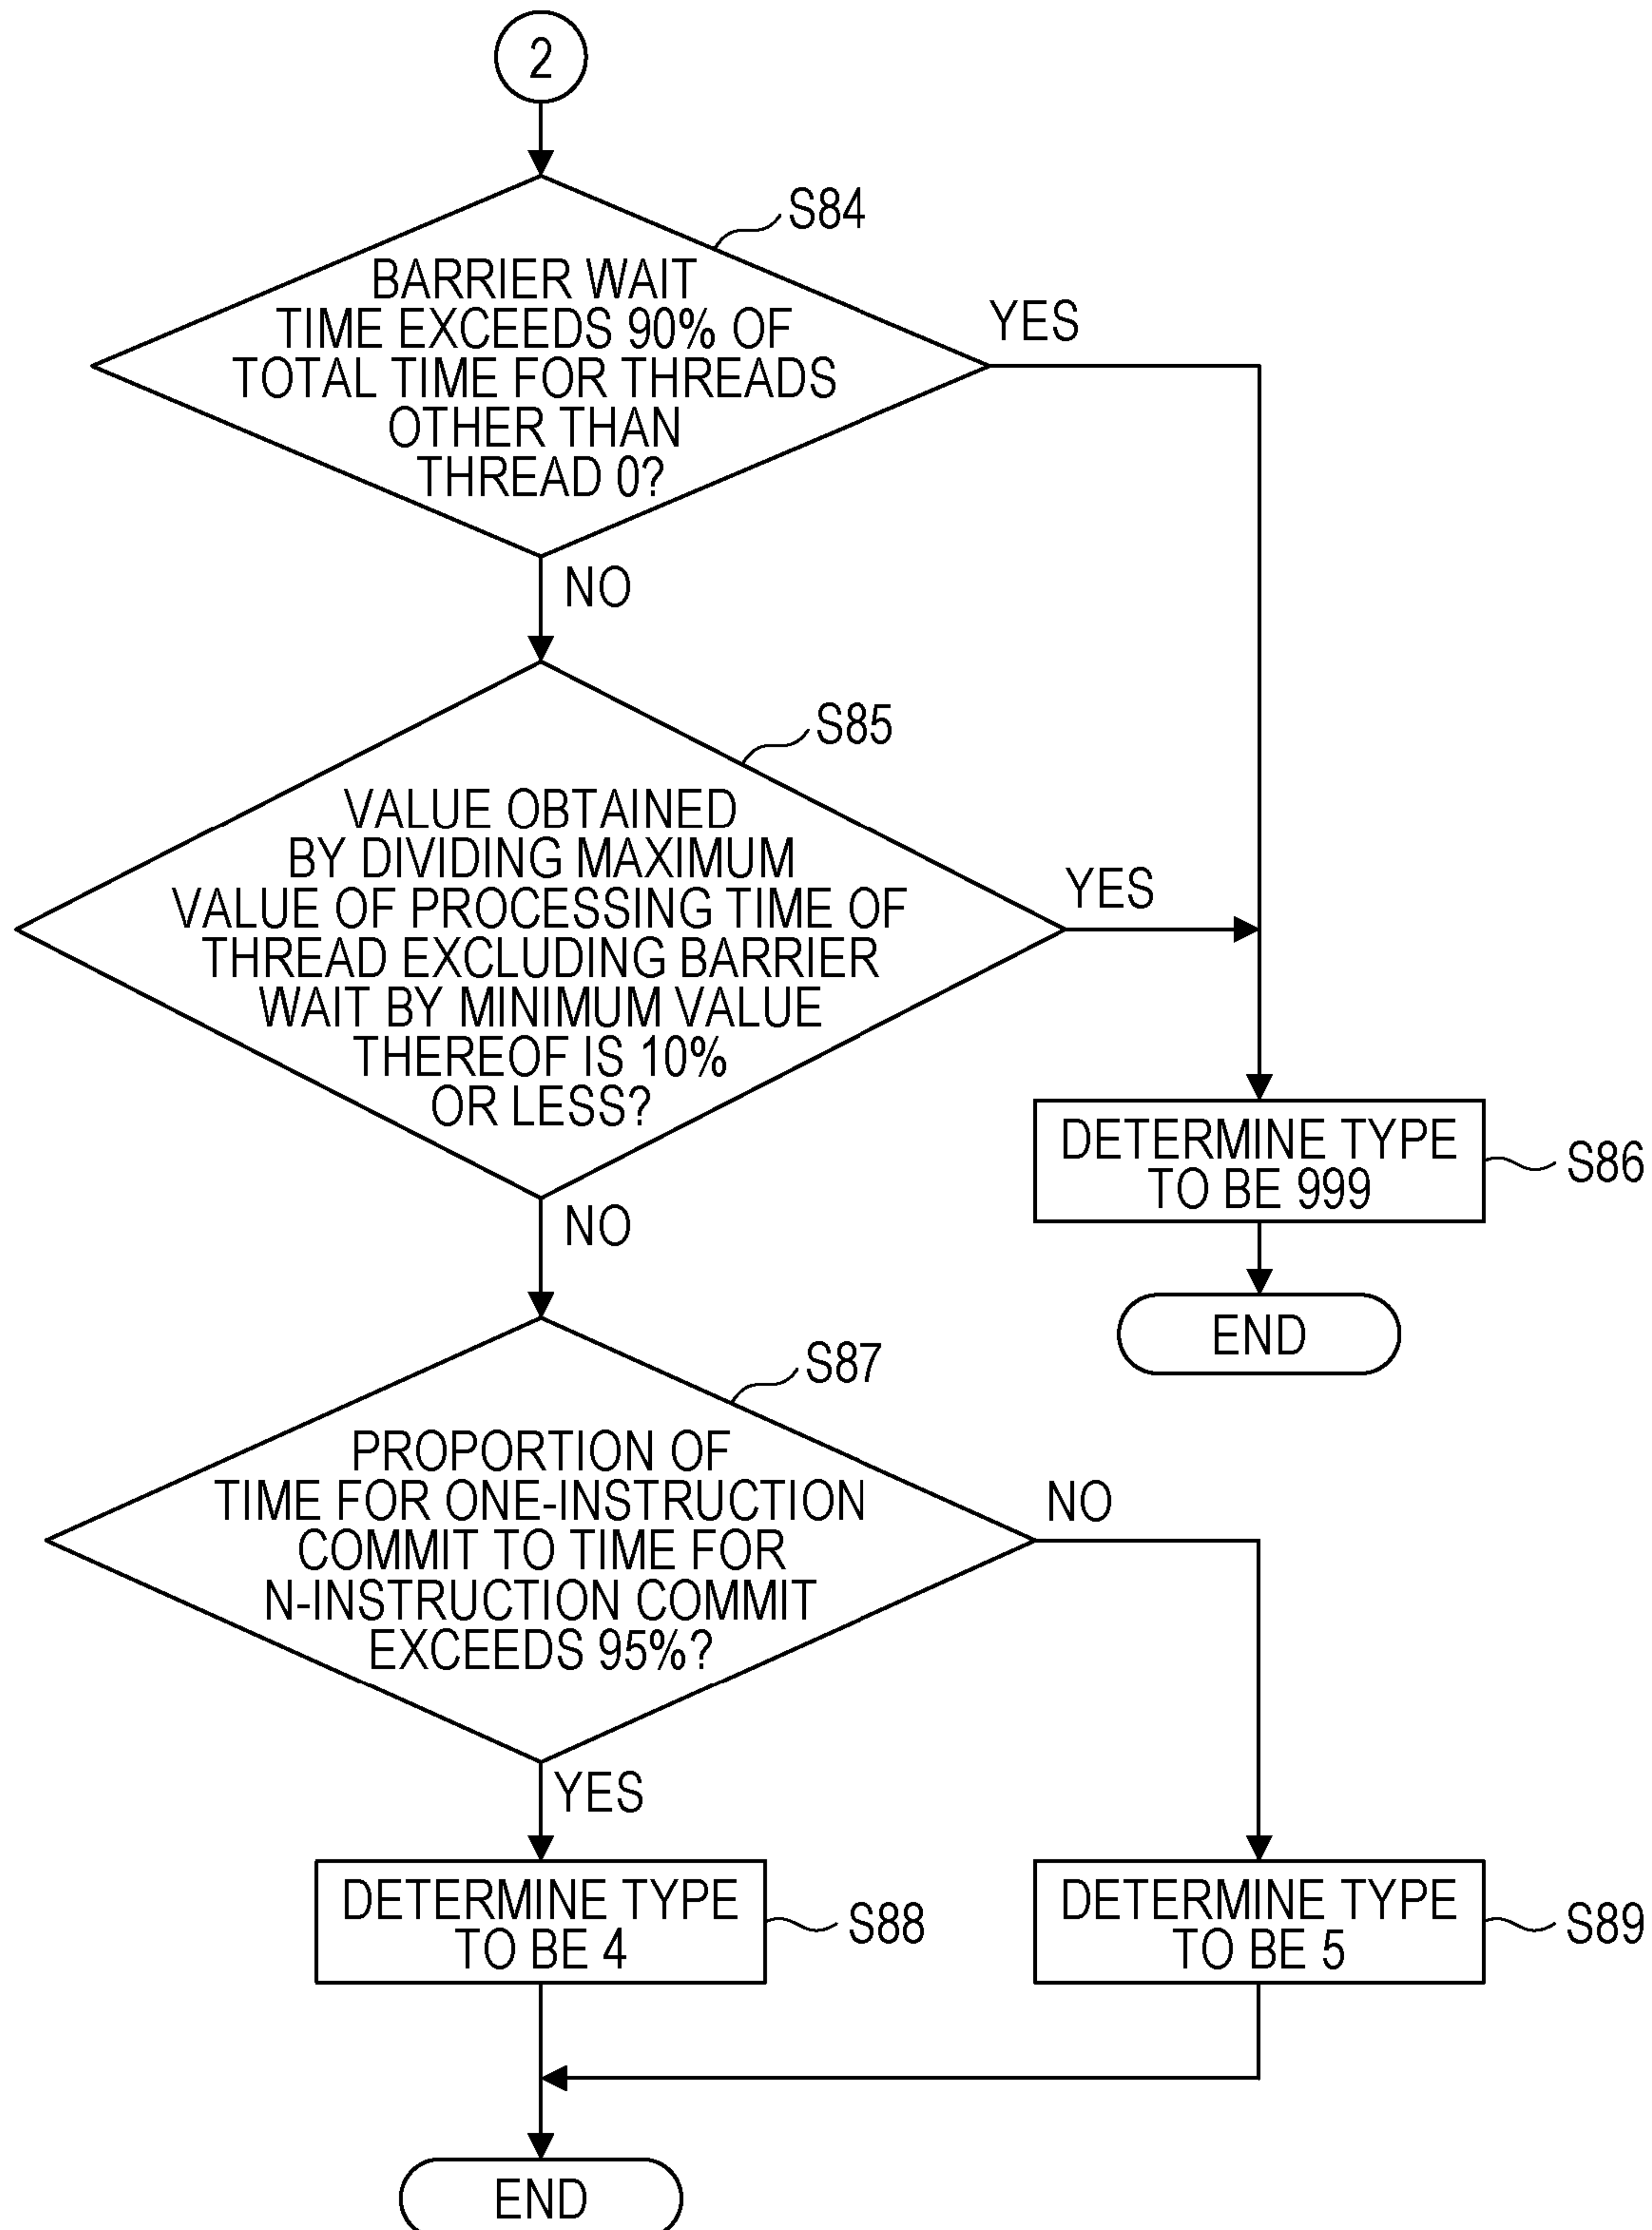 2
S84
BARRIER WAIT
TIME EXCEEDS 90% OF
TOTAL TIME FOR THREADS
OTHER THAN
THREAD 0?
YES
NO
S85
VALUE OBTAINED
BY DIVIDING MAXIMUM
VALUE OF PROCESSING TIME OF
THREAD EXCLUDING BARRIER
WAIT BY MINIMUM VALUE
THEREOF IS 10%
OR LESS?
YES
NO
DETERMINE TYPE
TO BE 999
S86
END
S87
PROPORTION OF
TIME FOR ONE-INSTRUCTION
COMMIT TO TIME FOR
N-INSTRUCTION COMMIT
EXCEEDS 95%?
NO
YES
DETERMINE TYPE
TO BE 4
S88
DETERMINE TYPE
TO BE 5
S89
END